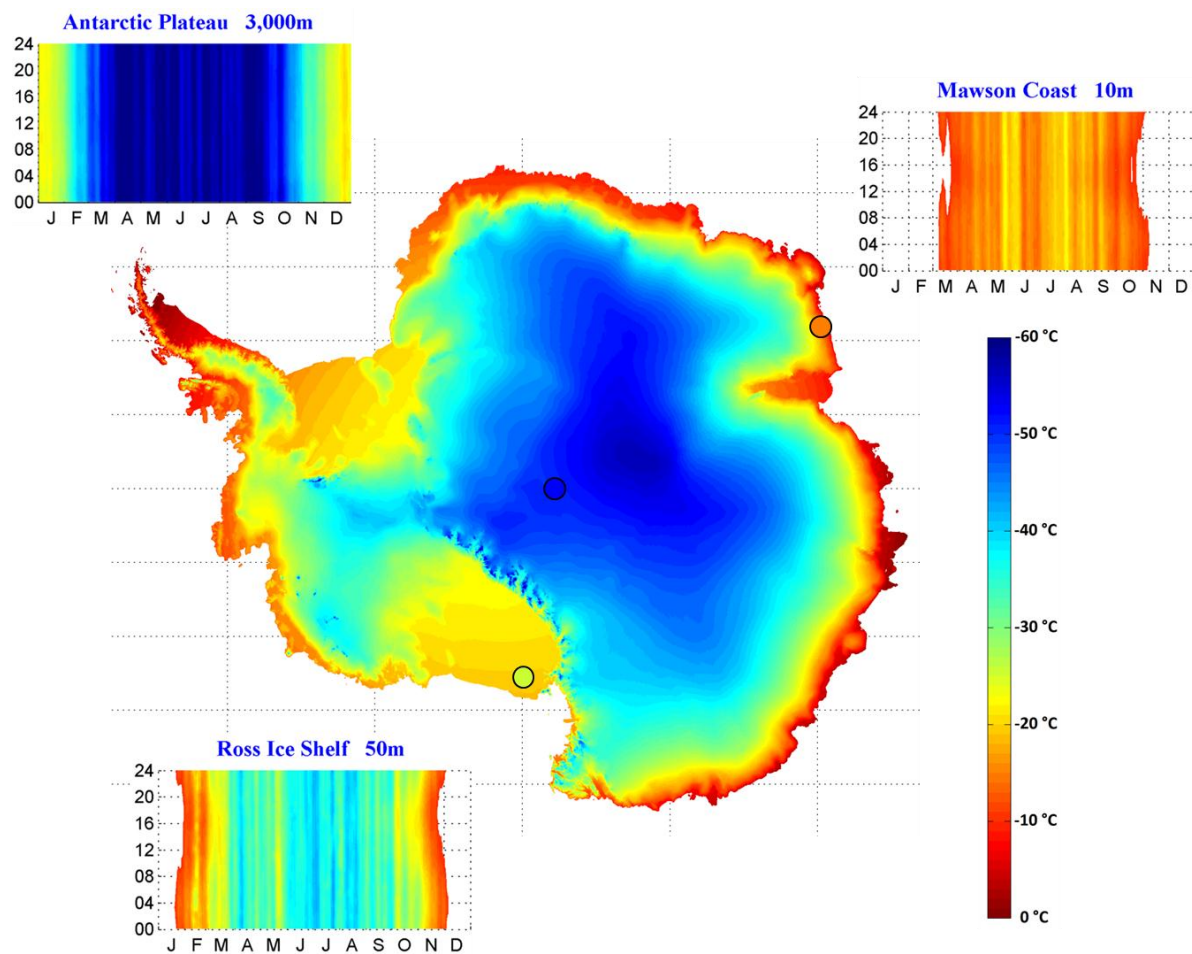 Antarctic Plateau 3,000m
24
20
16
12
08
04
00
J F M A M J J A S O N D
Mawson Coast 10m
24
20
16
12
08
04
00
J F M A M J J A S O N D
-60 °C
-50 °C
-40 °C
-30 °C
-20 °C
-10 °C
0 °C
Ross Ice Shelf 50m
24
20
16
12
08
04
00
J F M A M J J A S O N D